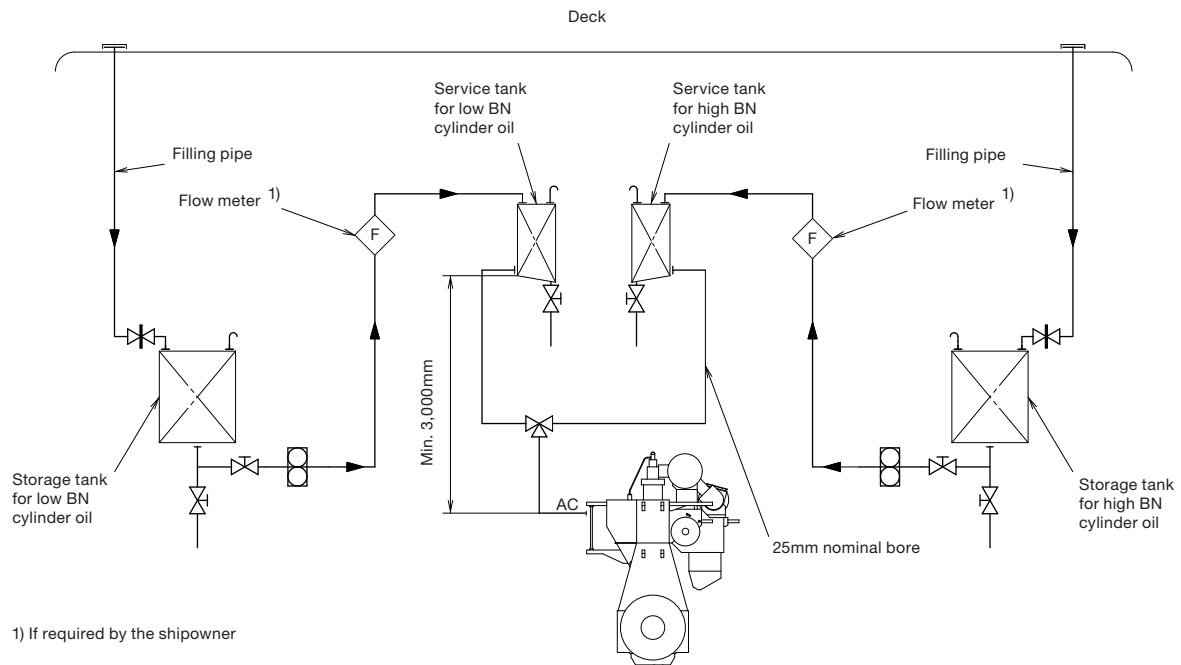 Deck
Service tank
for low BN
cylinder oil
Service tank
for high BN
cylinder oil
Filling pipe
Filling pipe
Flow meter 1)
Flow meter 1)
F
F
Min. 3,000mm
Storage tank
for low BN
cylinder oil
Storage tank
for high BN
cylinder oil
AC
25mm nominal bore
1) If required by the shipowner